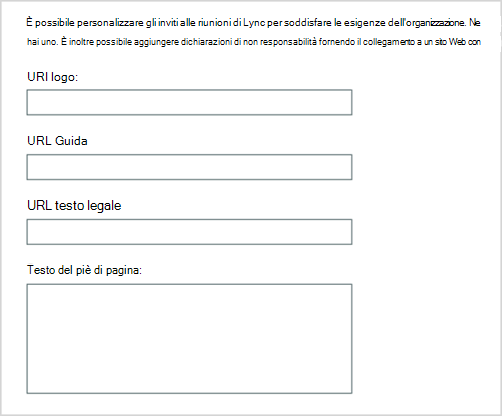 È possibile personalizzare gli inviti alle riunioni di Lync per soddisfare le esigenze dell'organizzazione. Ne
hai uno. È inoltre possibile aggiungere dichiarazioni di non responsabilità fornendo il collegamento a un sito Web con
URl logo:
URL Guida
URL testo legale
Testo del piè di pagina: